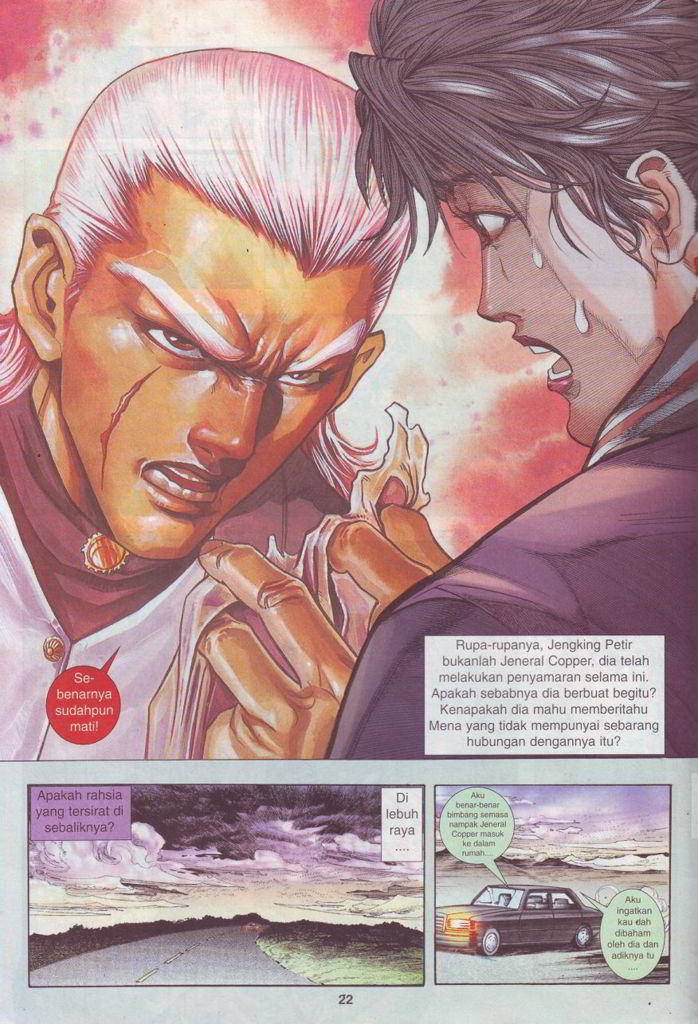 Se-
benarnya
sudahpun
mati!
Rupa-rupanya, Jengking Petir
bukanlah Jeneral Copper, dia telah
melakukan penyamaran selama ini.
Apakah sebabnya dia berbuat begitu?
Kenapakah dia mahu memberitahu
Mena yang tidak mempunyai sebarang
hubungan dengannya itu?
Apakah rahsia
yang tersirat di
sebaliknya?
Di
lebuh
raya
....
Aku
benar-benar
bimbang semasa
nampak Jeneral
Copper masuk
ke dalam
rumah....
Aku
ingatkan
kau dah
dibaham
oleh dia dan
adiknya tu
....
22